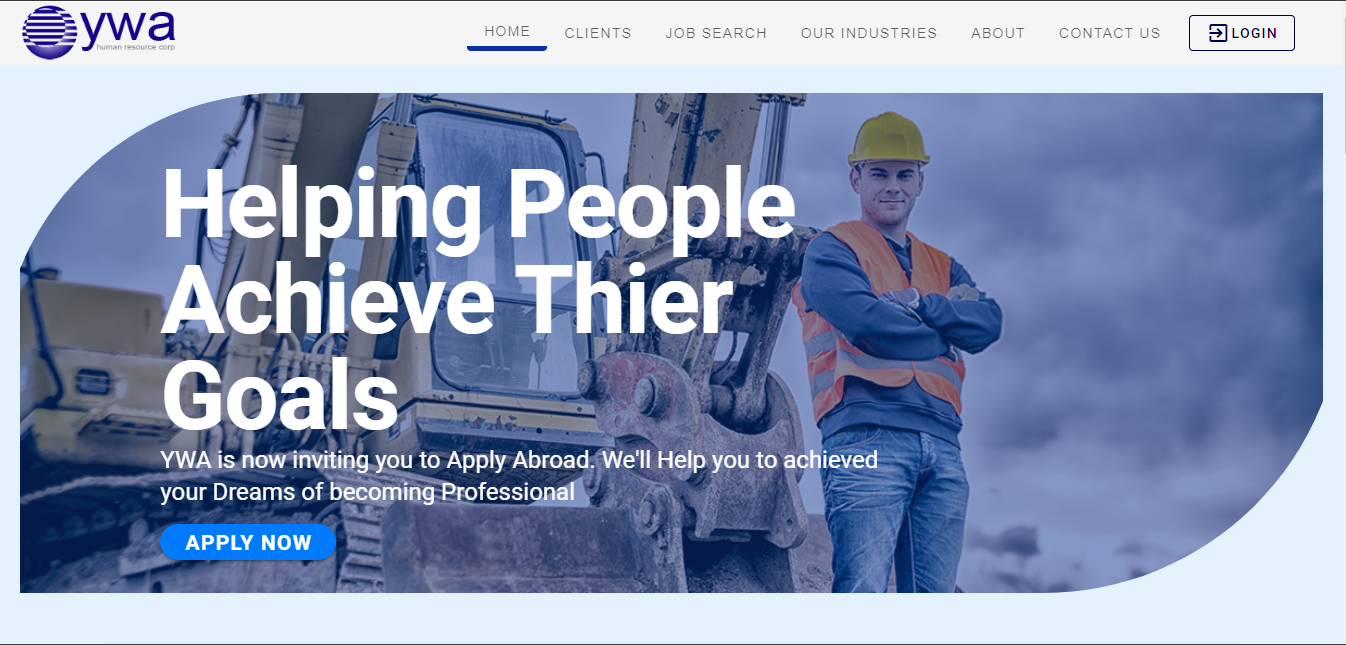 ywa
human resource corp
HOME CLIENTS JOB SEARCH OUR INDUSTRIES ABOUT CONTACT US LOGIN
Helping People
Achieve Thier
Goals
YWA is now inviting you to Apply Abroad. We'll Help you to achieved
your Dreams of becoming Professional
APPLY NOW